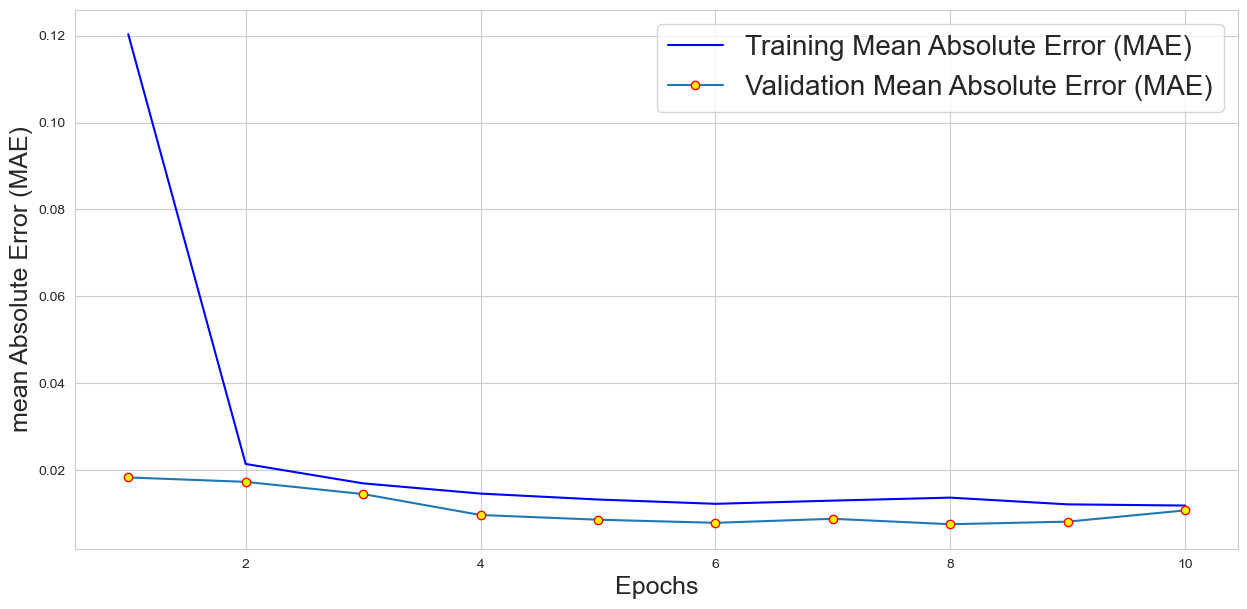 Training Mean Absolute Error (MAE)
Validation Mean Absolute Error (MAE)
mean Absolute Error (MAE)
0.12
0.10
0.08
0.06
0.04
0.02
2
4
6
8
10
Epochs